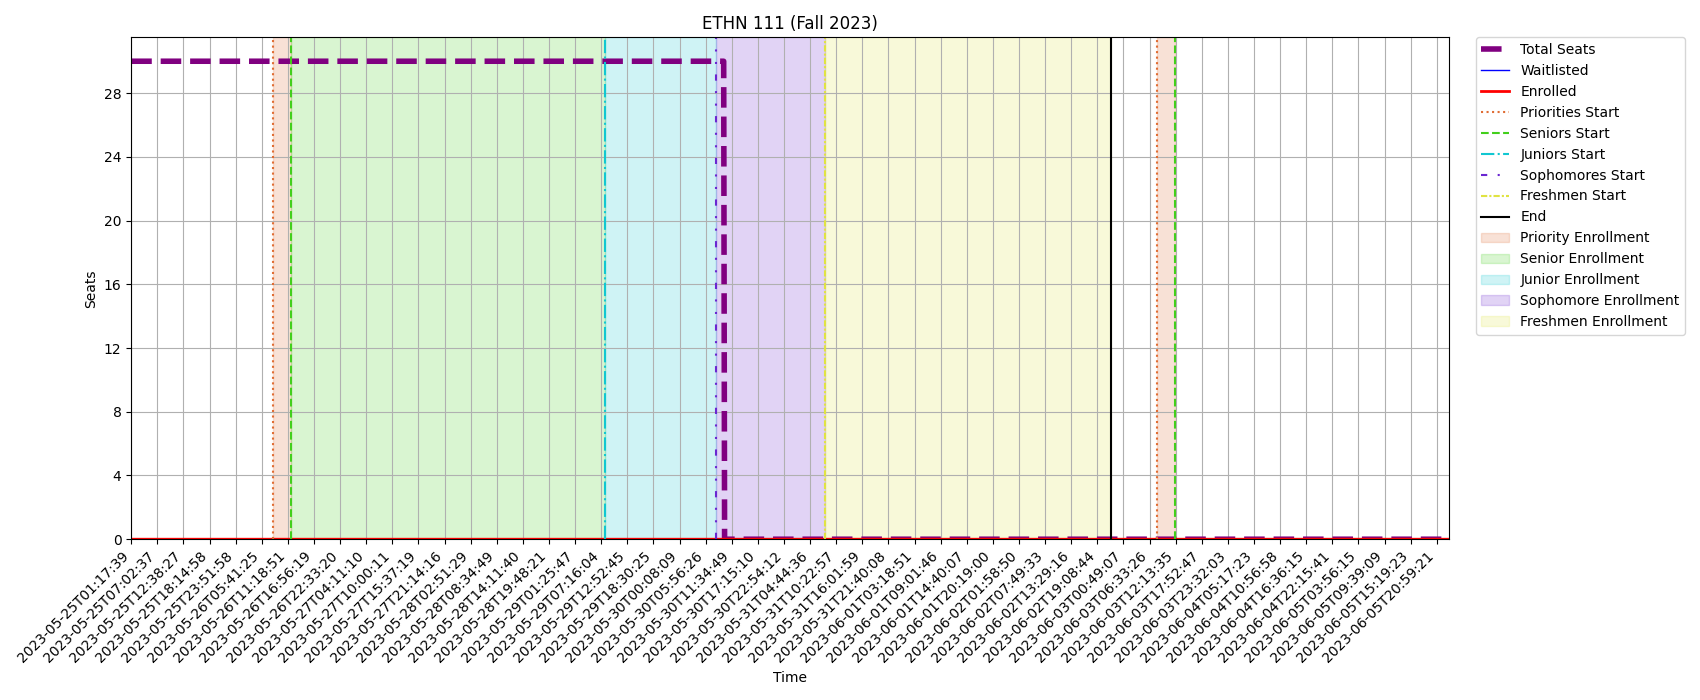 ETHN 111 (Fall 2023)
Total Seats
Waitlisted
Enrolled
Priorities Start
Seniors Start
Juniors Start
Sophomores Start
Freshmen Start
End
Priority Enrollment
Senior Enrollment
Junior Enrollment
Sophomore Enrollment
Freshmen Enrollment
Seats
28
24
20
16
12
8
4
0
2023-05-25T01:17:39
2023-05-25T07:02:37
2023-05-25T12:38:27
2023-05-25T18:14:58
2023-05-25T23:51:58
2023-05-26T05:41:25
2023-05-26T11:18:51
2023-05-26T16:56:19
2023-05-26T22:33:20
2023-05-27T04:11:10
2023-05-27T10:00:11
2023-05-27T15:37:19
2023-05-27T21:14:16
2023-05-28T02:51:29
2023-05-28T08:34:49
2023-05-28T14:11:40
2023-05-28T19:48:21
2023-05-29T01:25:47
2023-05-29T07:16:04
2023-05-29T12:52:45
2023-05-29T18:30:25
2023-05-30T00:08:09
2023-05-30T05:56:26
2023-05-30T11:34:49
2023-05-30T17:15:10
2023-05-30T22:54:12
2023-05-31T04:44:36
2023-05-31T10:22:57
2023-05-31T16:01:59
2023-05-31T21:40:08
2023-06-01T03:18:51
2023-06-01T09:01:46
2023-06-01T14:40:07
2023-06-01T20:19:00
2023-06-02T01:58:50
2023-06-02T07:49:33
2023-06-02T13:29:16
2023-06-02T19:08:44
2023-06-03T00:49:07
2023-06-03T06:33:26
2023-06-03T12:13:35
2023-06-03T17:52:47
2023-06-03T23:32:03
2023-06-04T05:17:23
2023-06-04T10:56:58
2023-06-04T16:36:15
2023-06-04T22:15:41
2023-06-05T03:56:15
2023-06-05T09:39:09
2023-06-05T15:19:23
2023-06-05T20:59:21
Time